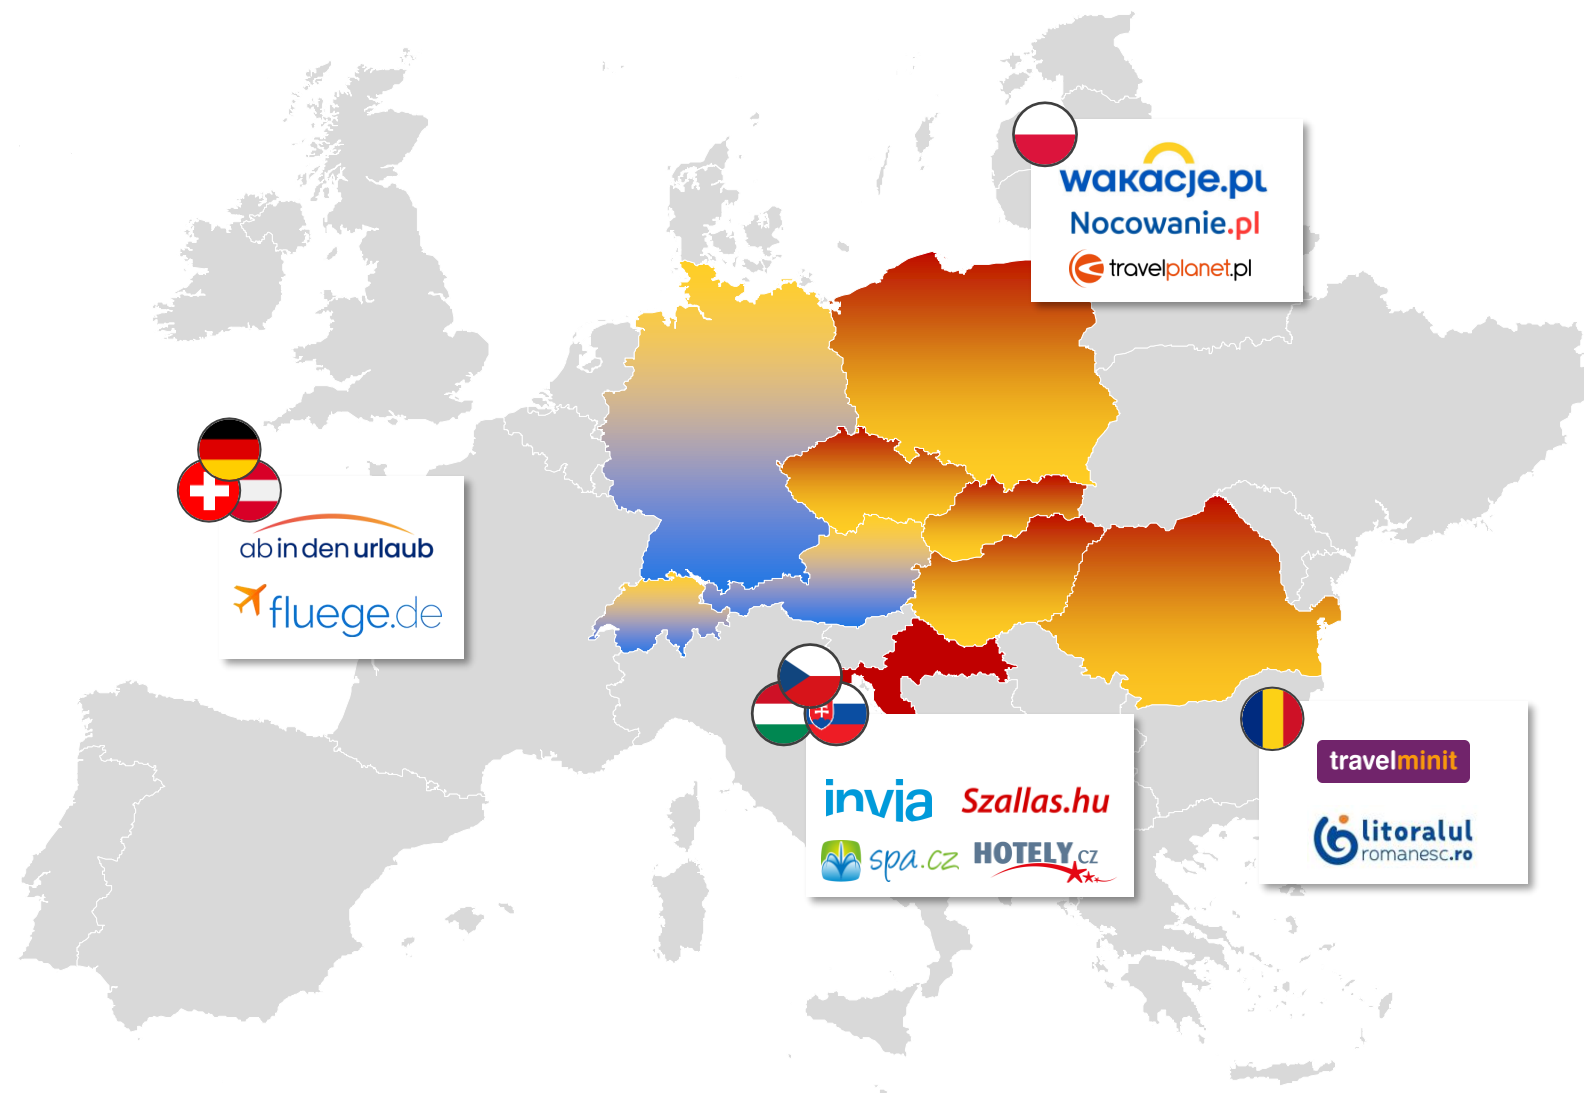 wakacje.pl
Nocowanie.pl
travelplanet.pl
ab in den urlaub
fluege.de
invia
Szallas.hu
spa.cz
HOTELY.CZ
travelminit
litoralul
romanesc.ro